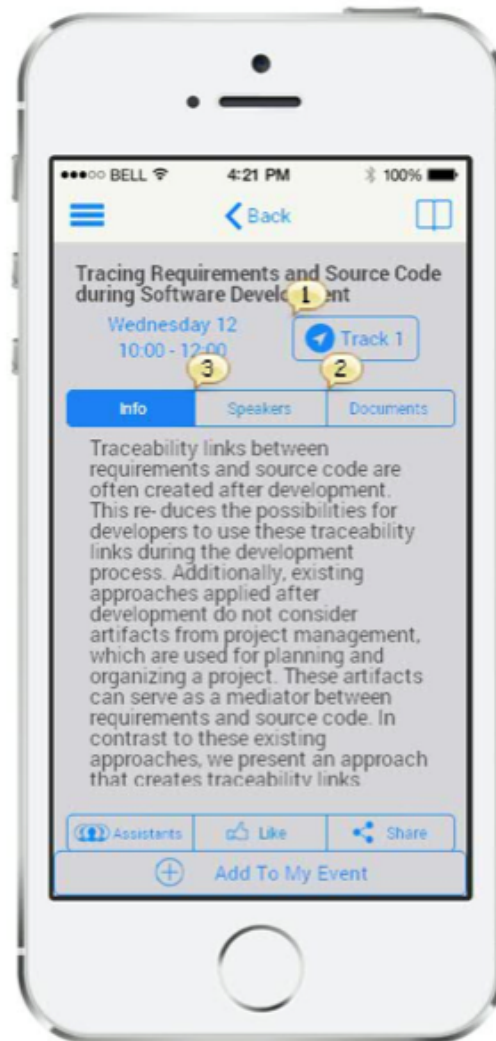 BELL 4:21 PM 100%
Back
Tracing Requirements and Source Code
during Software Development
1
Wednesday 12
10:00 - 12:00
Track 1
3 2
Info Speakers Documents
Traceability links between
requirements and source code are
often created after development.
This re- duces the possibilities for
developers to use these traceability
links during the development
process. Additionally, existing
approaches applied after
development do not consider
artifacts from project management,
which are used for planning and
organizing a project. These artifacts
can serve as a mediator between
requirements and source code. In
contrast to these existing
approaches, we present an approach
that creates traceability links
Assistants Like Share
Add To My Event